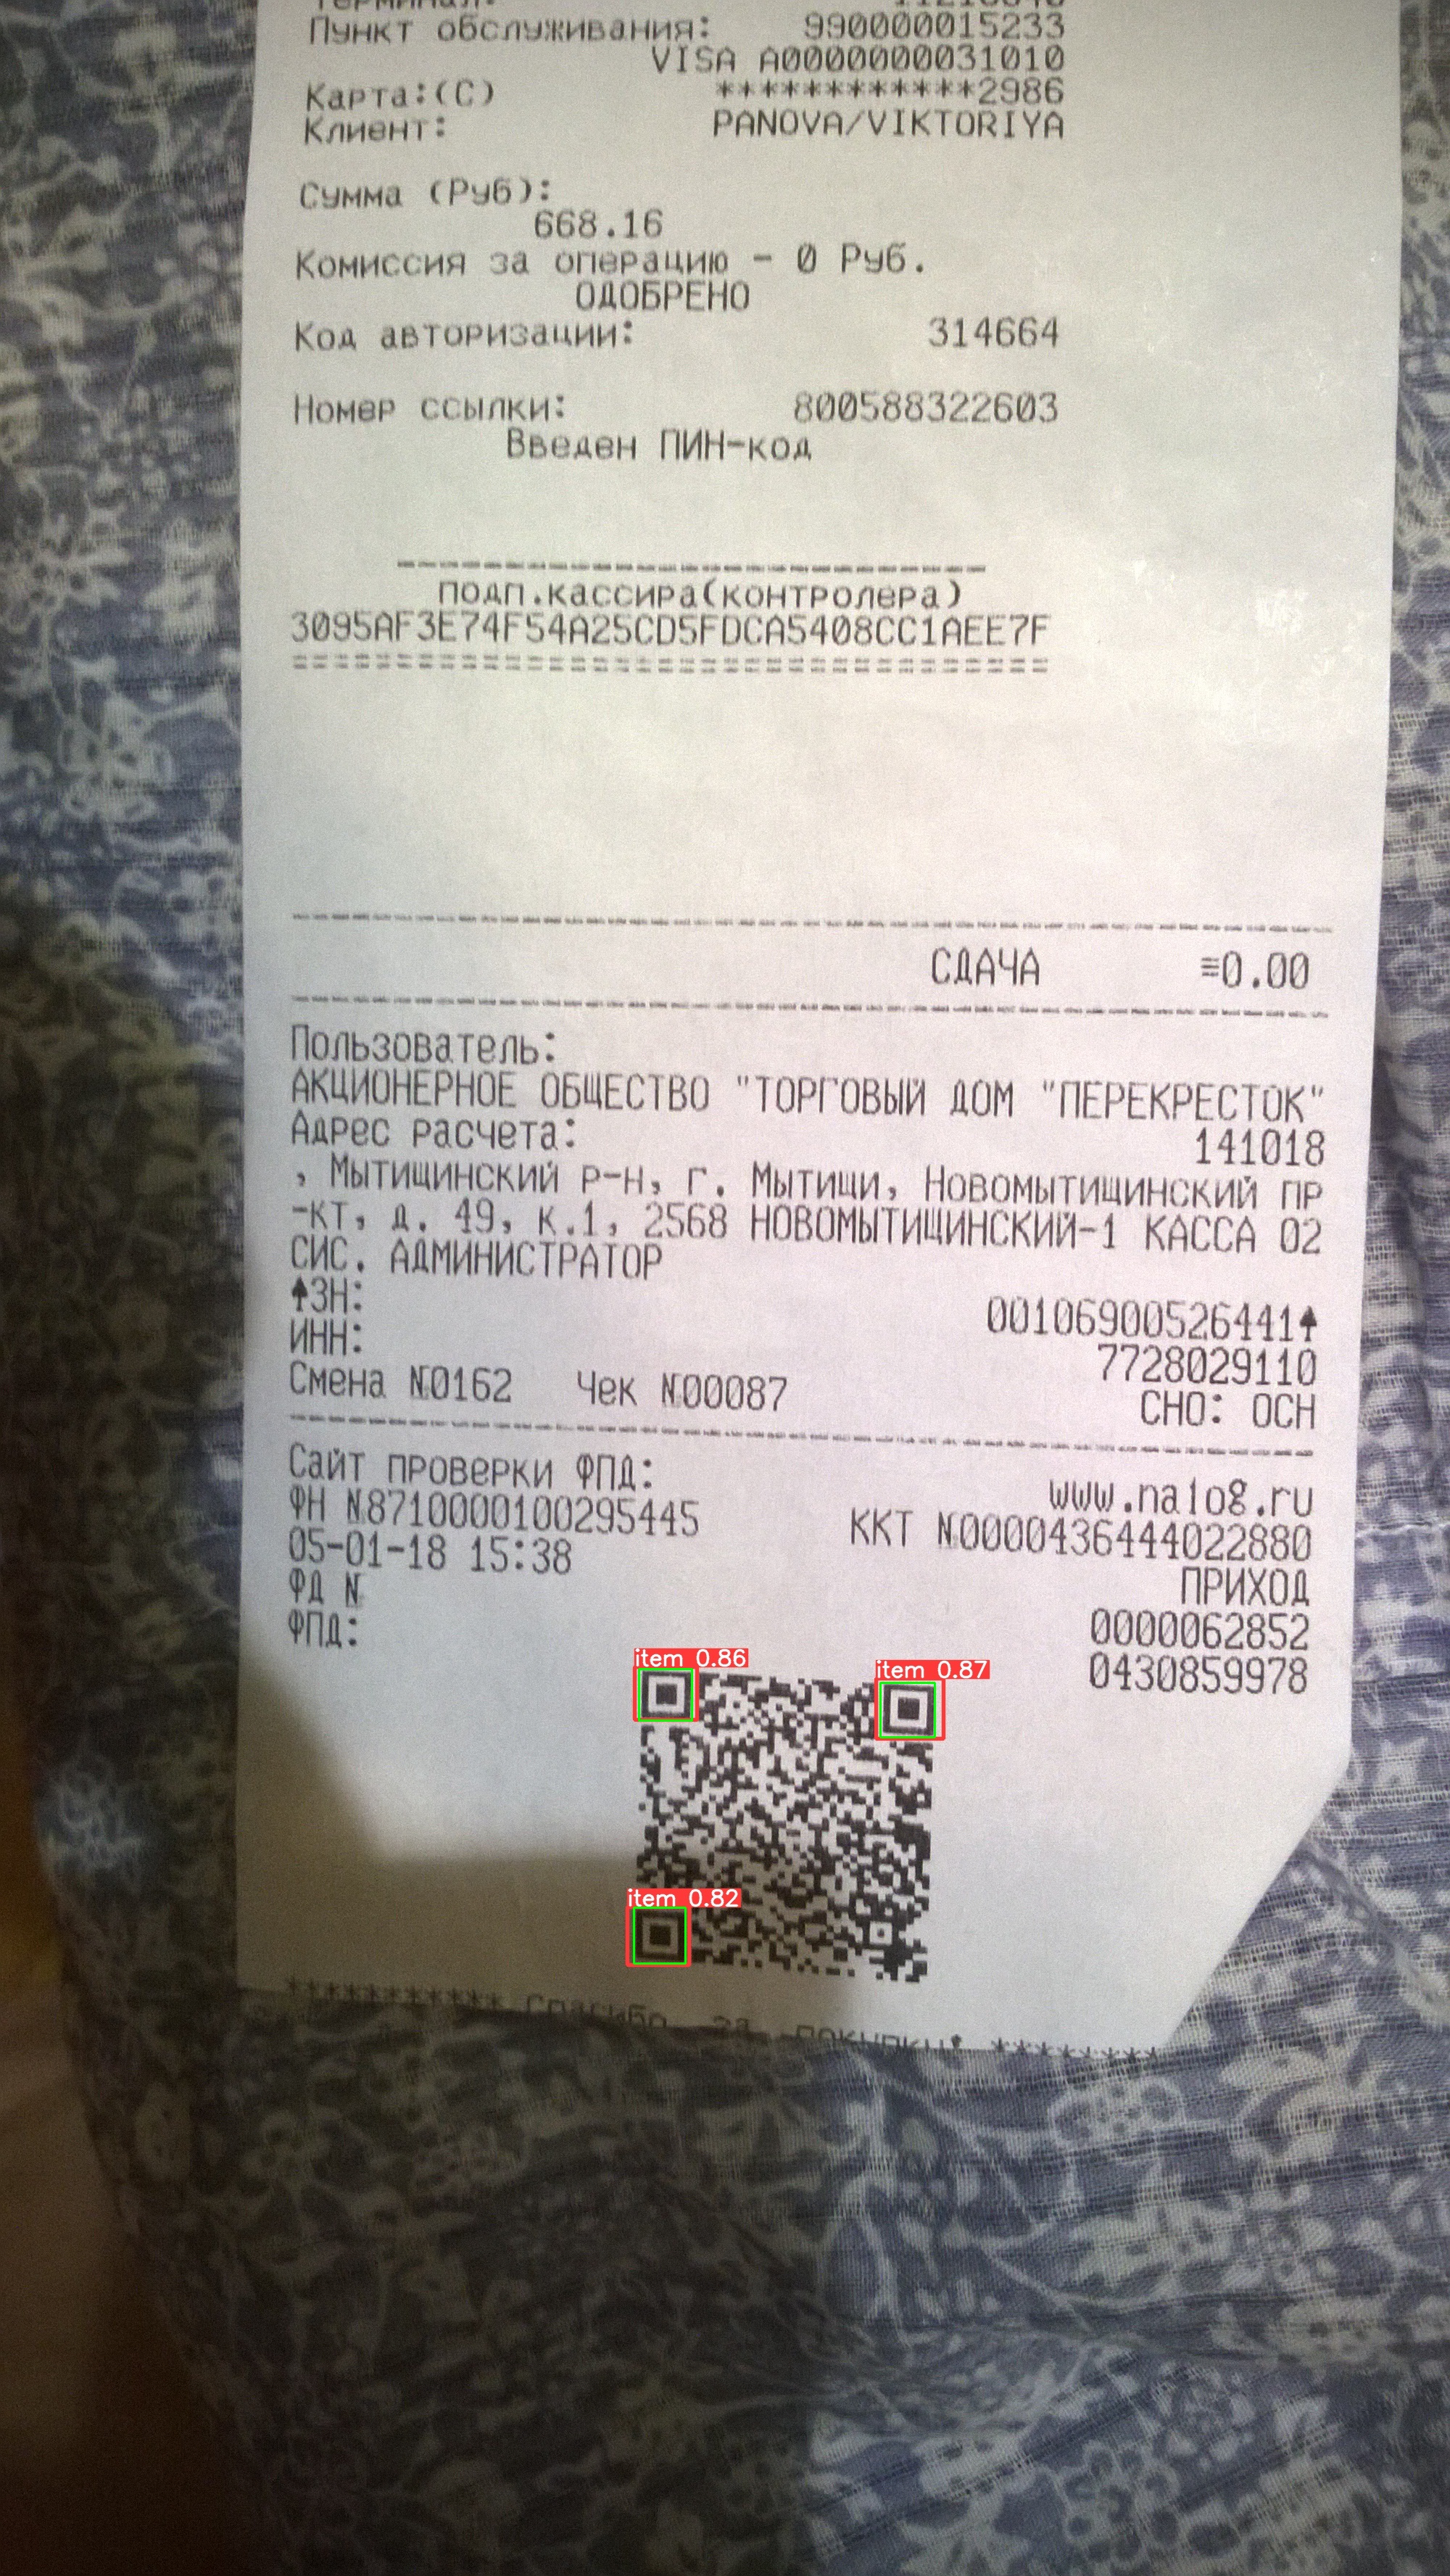 Терминал:
Пункт обслуживания: 990000015233
VISA A0000000031010
Карта:(С) ************2986
Клиент: PANOVA/VIKTORIYA
Сумма (Руб):
668.16
Комиссия за операцию - 0 Руб.
ОДОБРЕНО
Код авторизации: 314664
Номер ссылки: 800588322603
Введен ПИН-код
подп.кассира(контролера)
3095AF3E74F54A25CD5FDCA5408CC1AEE7F
===================================
СДАЧА ≡0.00
Пользователь:
АКЦИОНЕРНОЕ ОБЩЕСТВО "ТОРГОВЫЙ ДОМ "ПЕРЕКРЕСТОК"
Адрес расчета: 141018
, Мытищинский р-н, г. Мытищи, Новомытищинский пр
-кт, д. 49, к.1, 2568 НОВОМЫТИЩИНСКИЙ-1 КАССА 02
СИС. АДМИНИСТРАТОР
↑ЗН: 00106900526441↑
ИНН: 7728029110
Смена №0162 Чек №00087 СНО: ОСН
Сайт проверки ФПД: www.nalog.ru
ФН №8710000100295445 ККТ №0000436444022880
05-01-18 15:38 ПРИХОД
ФД № 0000062852
ФПД: 0430859978
item 0.86
item 0.87
item 0.82
*********** Спасибо за покупку! ********